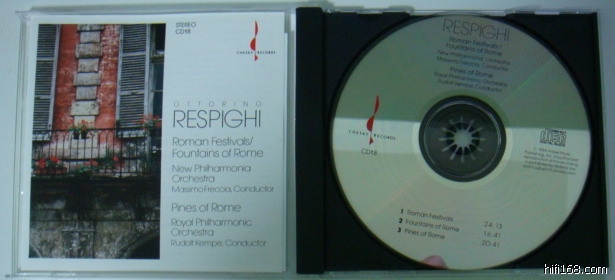 STEREO
CD18
CHESKY RECORDS
OTTORINO
RESPIGHI
Roman Festivals/
Fountains of Rome
New Philharmonia
Orchestra
Massimo Freccia, Conductor
Pines of Rome
Royal Philharmonic
Orchestra
Rudolf Kempe, Conductor
RESPIGHI
Roman Festivals/
Fountains of Rome
New Philharmonia Orchestra
Massimo Freccia, Conductor
Pines of Rome
Royal Philharmonic Orchestra
Rudolf Kempe, Conductor
CHESKY RECORDS
CD18
1 Roman Festivals 24:13
2 Fountains of Rome 16:41
3 Pines of Rome 20:41
hifi168.com